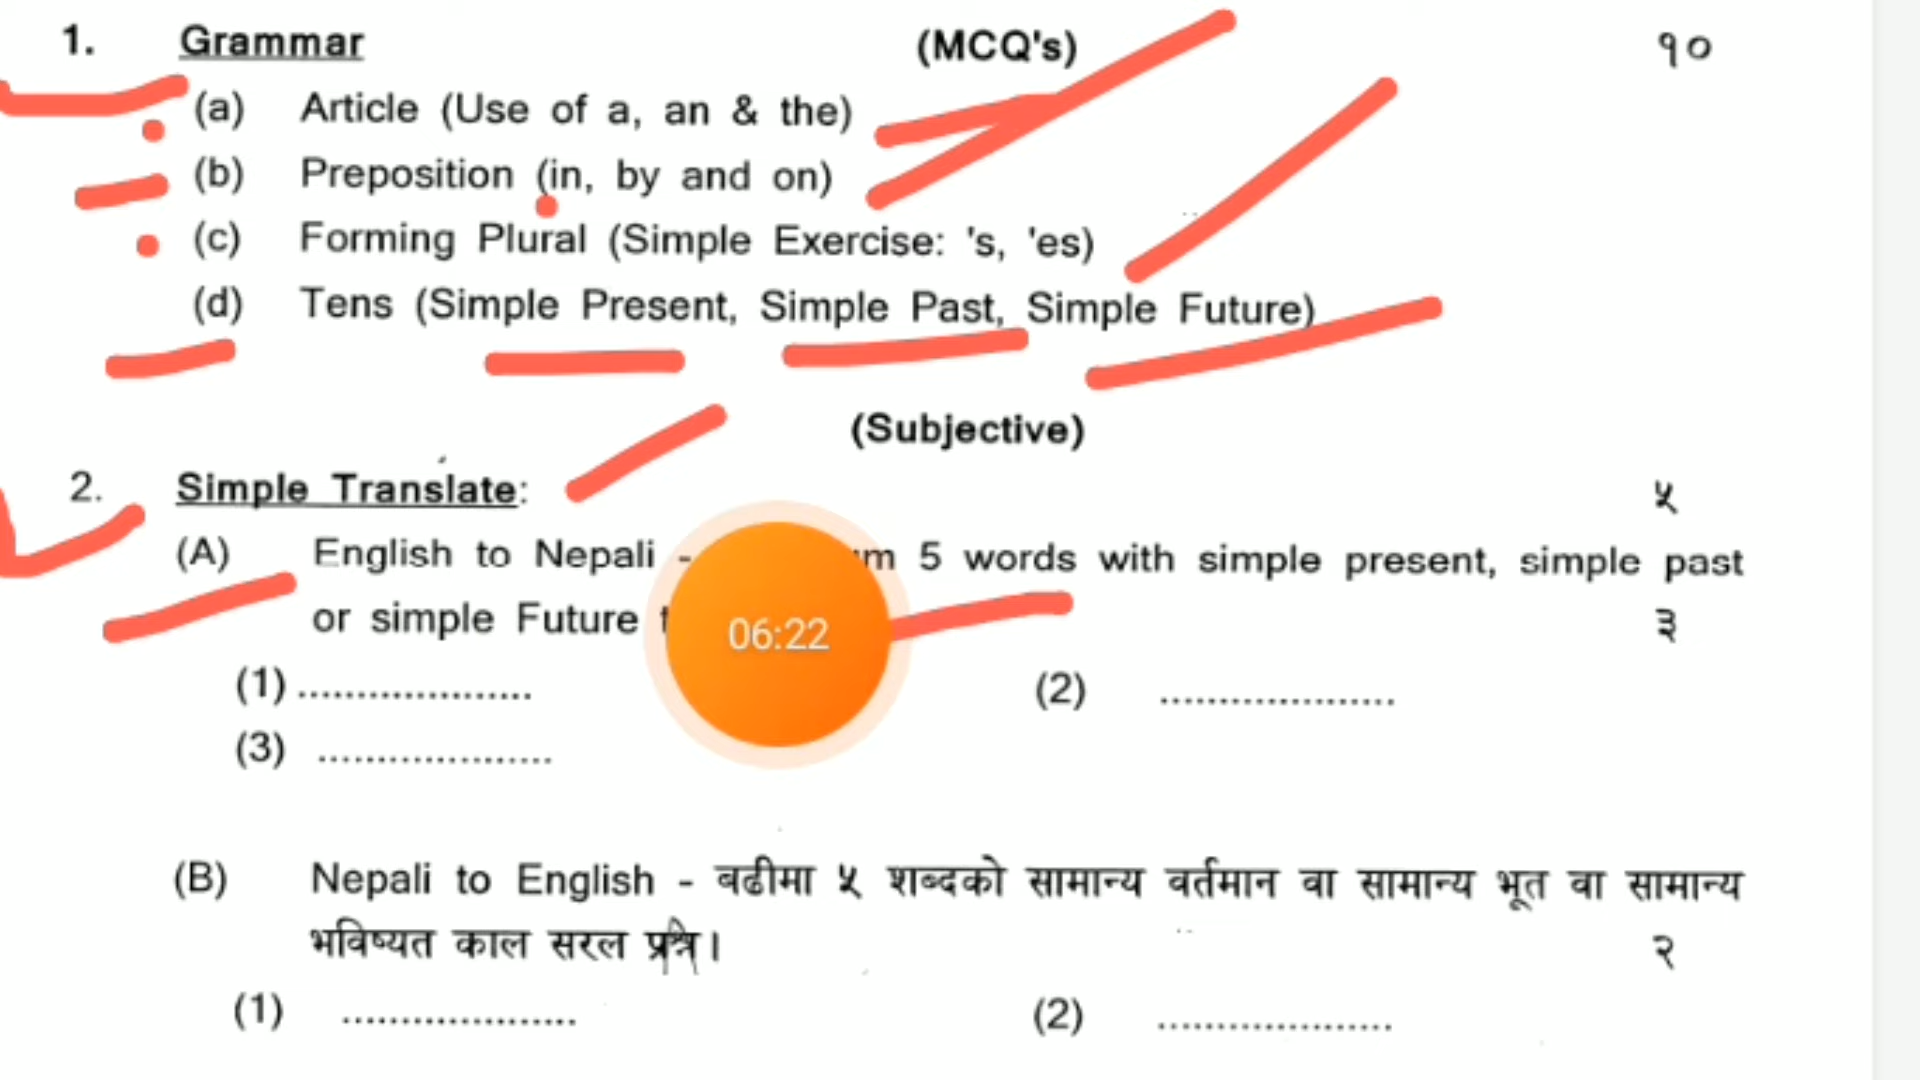 1. Grammar (MCQ's) १०
(a) Article (Use of a, an & the)
(b) Preposition (in, by and on)
(c) Forming Plural (Simple Exercise: 's, 'es)
(d) Tens (Simple Present, Simple Past, Simple Future)
(Subjective)
2. Simple Translate: ५
(A) English to Nepali - 5 words with simple present, simple past
or simple Future ३
06:22
(1) .................... (2) ....................
(3) ....................
(B) Nepali to English - बढीमा ५ शब्दको सामान्य वर्तमान वा सामान्य भूत वा सामान्य
भविष्यत काल सरल २
(1) .................... (2) ....................